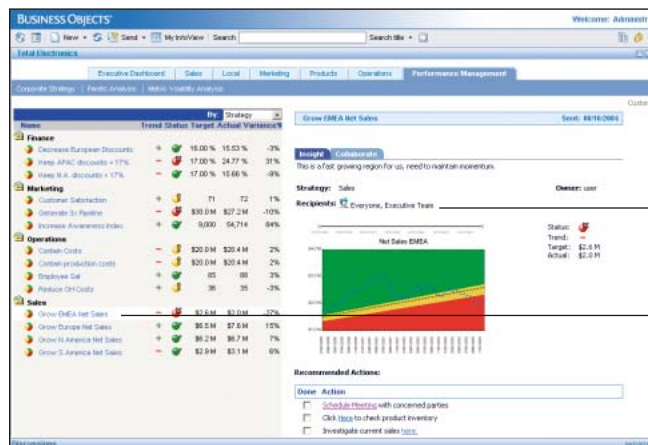 BUSINESS OBJECTS
Welcome: Administr
New Send My InfoView Search Search title
Total Electronics
Executive Dashboard Sales Local Marketing Products Operations Performance Management
Corporate Strategy | Pareto Analysis | Metric Volatility Analysis
Custom
By: Strategy
Name Trend Status Target Actual Variance
Finance
Decrease European Discounts + 16.00 % 15.53 % -3%
Keep APAC discounts < 17% - 17.00 % 24.77 % 31%
Keep N.A. discounts < 17% + 17.00 % 15.66 % -9%
Marketing
Customer Satisfaction + 71 72 1%
Generate 3x Pipeline - $30.0 M $27.2 M -10%
Increase Awareness Index + 9,000 54,714 84%
Operations
Contain Costs - $20.0 M $20.4 M 2%
Contain production costs - $20.0 M $20.4 M 2%
Employee Sat + 85 88 3%
Reduce OH Costs + 36 35 -3%
Sales
Grow EMEA Net Sales - $2.6 M $2.0 M -27%
Grow Europe Net Sales + $6.5 M $7.6 M 15%
Grow N America Net Sales + $6.2 M $6.7 M 7%
Grow S America Net Sales - $2.9 M $3.1 M 6%
Grow EMEA Net Sales Sent: 08/16/2004
Insight Collaborate
This is a fast growing region for us, need to maintain momentum.
Strategy: Sales Owner: user
Recipients: Everyone, Executive Team
Net Sales EMEA
Status:
Trend: -
Target: $2.6 M
Actual: $2.0 M
Recommended Actions:
Done Action
Schedule Meeting with concerned parties
Click Here to check product inventory
Investigate current sales here.
Discussions